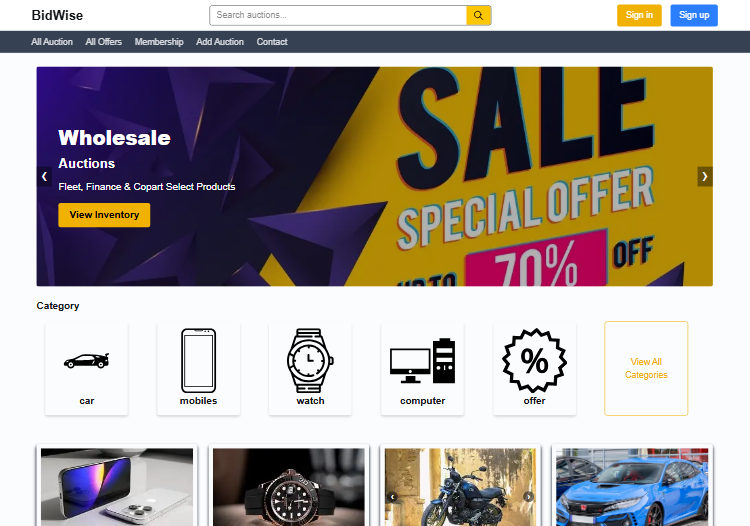 BidWise
Search auctions...
Sign in
Sign up
All Auction
All Offers
Membership
Add Auction
Contact
Wholesale
Auctions
Fleet, Finance & Copart Select Products
View Inventory
SALE
SPECIAL OFFER
UP TO
70%
OFF
Category
car
mobiles
watch
%
computer
offer
View All
Categories